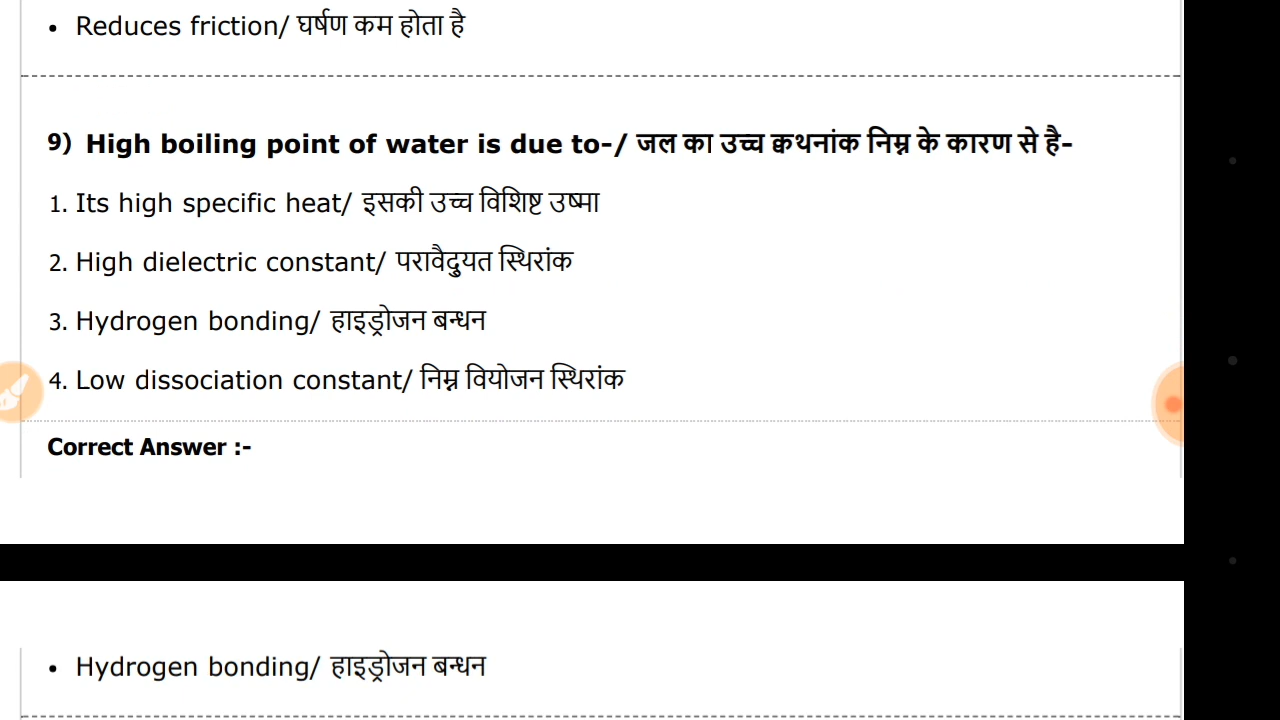 • Reduces friction/ घर्षण कम होता है
9) High boiling point of water is due to-/ जल का उच्च क्वथनांक निम्न के कारण से है-
1. Its high specific heat/ इसकी उच्च विशिष्ट उष्मा
2. High dielectric constant/ परावैद्युयत स्थिरांक
3. Hydrogen bonding/ हाइड्रोजन बन्धन
4. Low dissociation constant/ निम्न वियोजन स्थिरांक
Correct Answer :-
• Hydrogen bonding/ हाइड्रोजन बन्धन